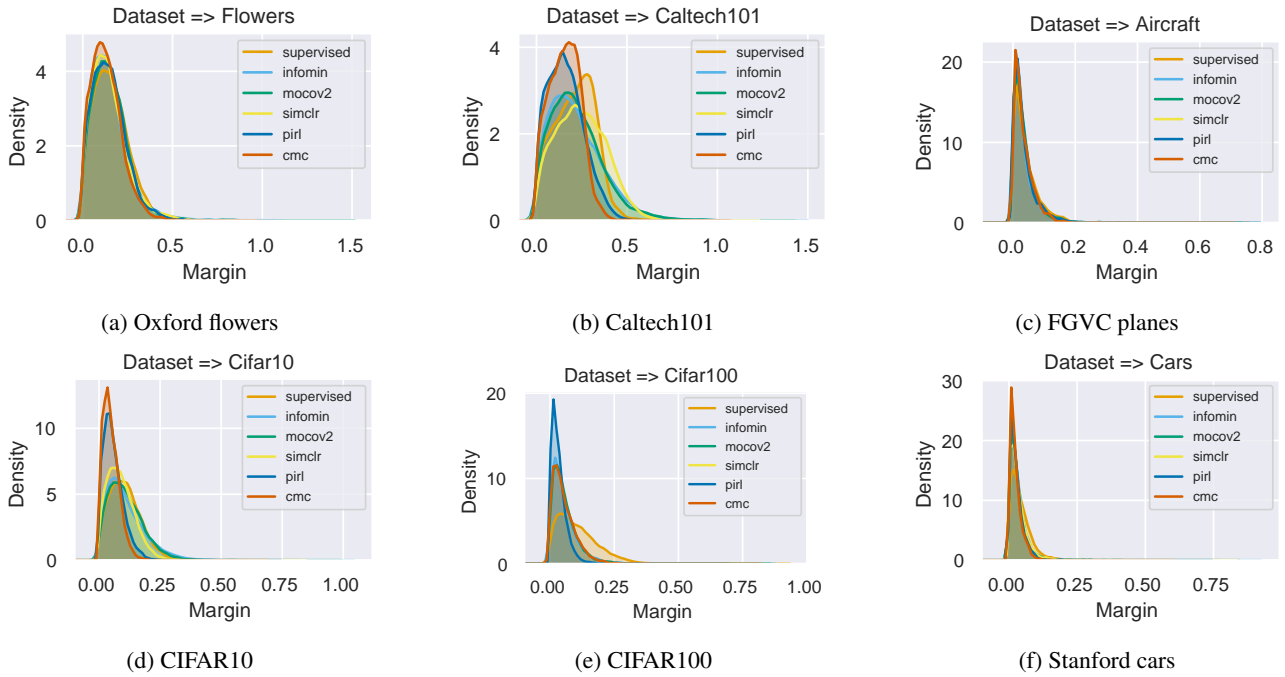 Dataset => Flowers
Density
4
2
0
supervised
infomin
mocov2
simclr
pirl
cmc
0.0 0.5 1.0 1.5
Margin
(a) Oxford flowers
Dataset => Caltech101
Density
4
2
0
supervised
infomin
mocov2
simclr
pirl
cmc
0.0 0.5 1.0 1.5
Margin
(b) Caltech101
Dataset => Aircraft
Density
20
10
0
supervised
infomin
mocov2
simclr
pirl
cmc
0.0 0.2 0.4 0.6 0.8
Margin
(c) FGVC planes
Dataset => Cifar10
Density
10
5
0
supervised
infomin
mocov2
simclr
pirl
cmc
0.00 0.25 0.50 0.75 1.00
Margin
(d) CIFAR10
Dataset => Cifar100
Density
20
10
0
supervised
infomin
mocov2
simclr
pirl
cmc
0.00 0.25 0.50 0.75 1.00
Margin
(e) CIFAR100
Dataset => Cars
Density
30
20
10
0
supervised
infomin
mocov2
simclr
pirl
cmc
0.00 0.25 0.50 0.75
Margin
(f) Stanford cars